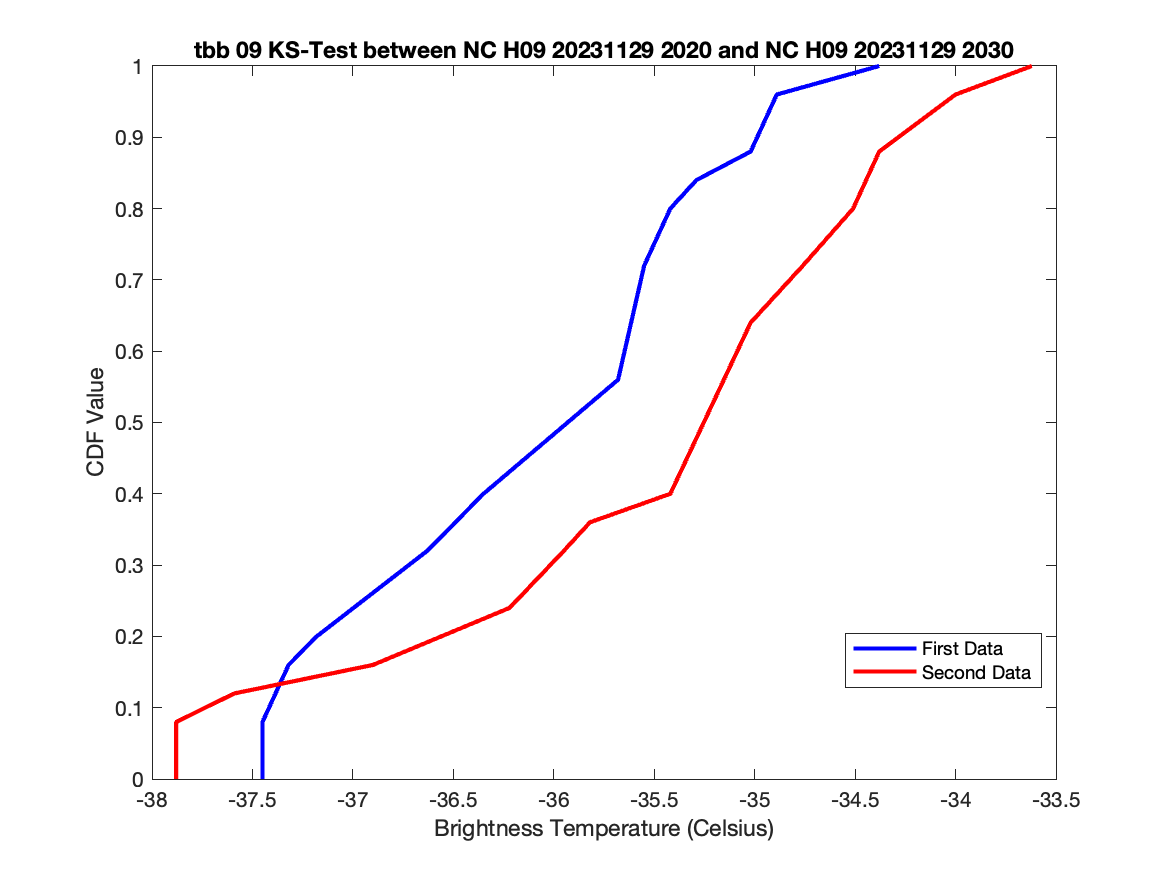 tbb 09 KS-Test between NC H09 20231129 2020 and NC H09 20231129 2030
1
0.9
0.8
0.7
0.6
0.5
0.4
0.3
0.2
0.1
0
CDF Value
First Data
Second Data
-38 -37.5 -37 -36.5 -36 -35.5 -35 -34.5 -34 -33.5
Brightness Temperature (Celsius)